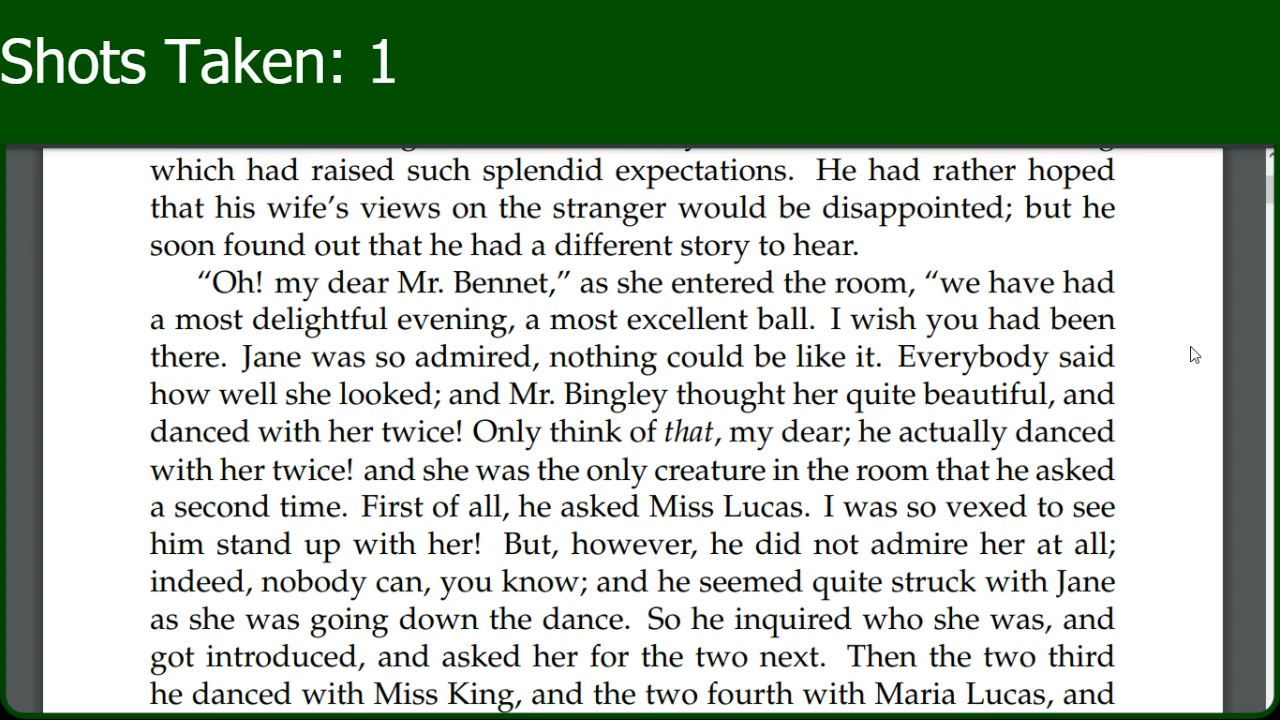 Shots Taken: 1
which had raised such splendid expectations. He had rather hoped
that his wife’s views on the stranger would be disappointed; but he
soon found out that he had a different story to hear.
“Oh! my dear Mr. Bennet,” as she entered the room, “we have had
a most delightful evening, a most excellent ball. I wish you had been
there. Jane was so admired, nothing could be like it. Everybody said
how well she looked; and Mr. Bingley thought her quite beautiful, and
danced with her twice! Only think of that, my dear; he actually danced
with her twice! and she was the only creature in the room that he asked
a second time. First of all, he asked Miss Lucas. I was so vexed to see
him stand up with her! But, however, he did not admire her at all;
indeed, nobody can, you know; and he seemed quite struck with Jane
as she was going down the dance. So he inquired who she was, and
got introduced, and asked her for the two next. Then the two third
he danced with Miss King, and the two fourth with Maria Lucas, and